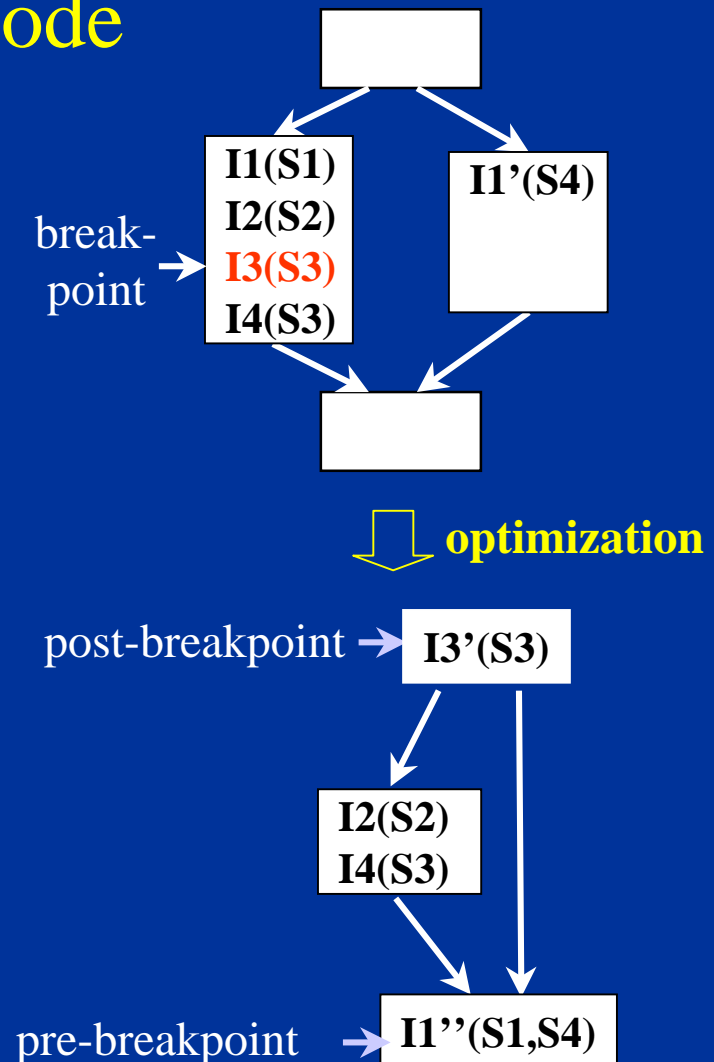 I1(S1)
I2(S2)
I3(S3)
I4(S3)
I1’(S4)
break-
point
optimization
post-breakpoint
I3’(S3)
I2(S2)
I4(S3)
pre-breakpoint
I1’’(S1,S4)